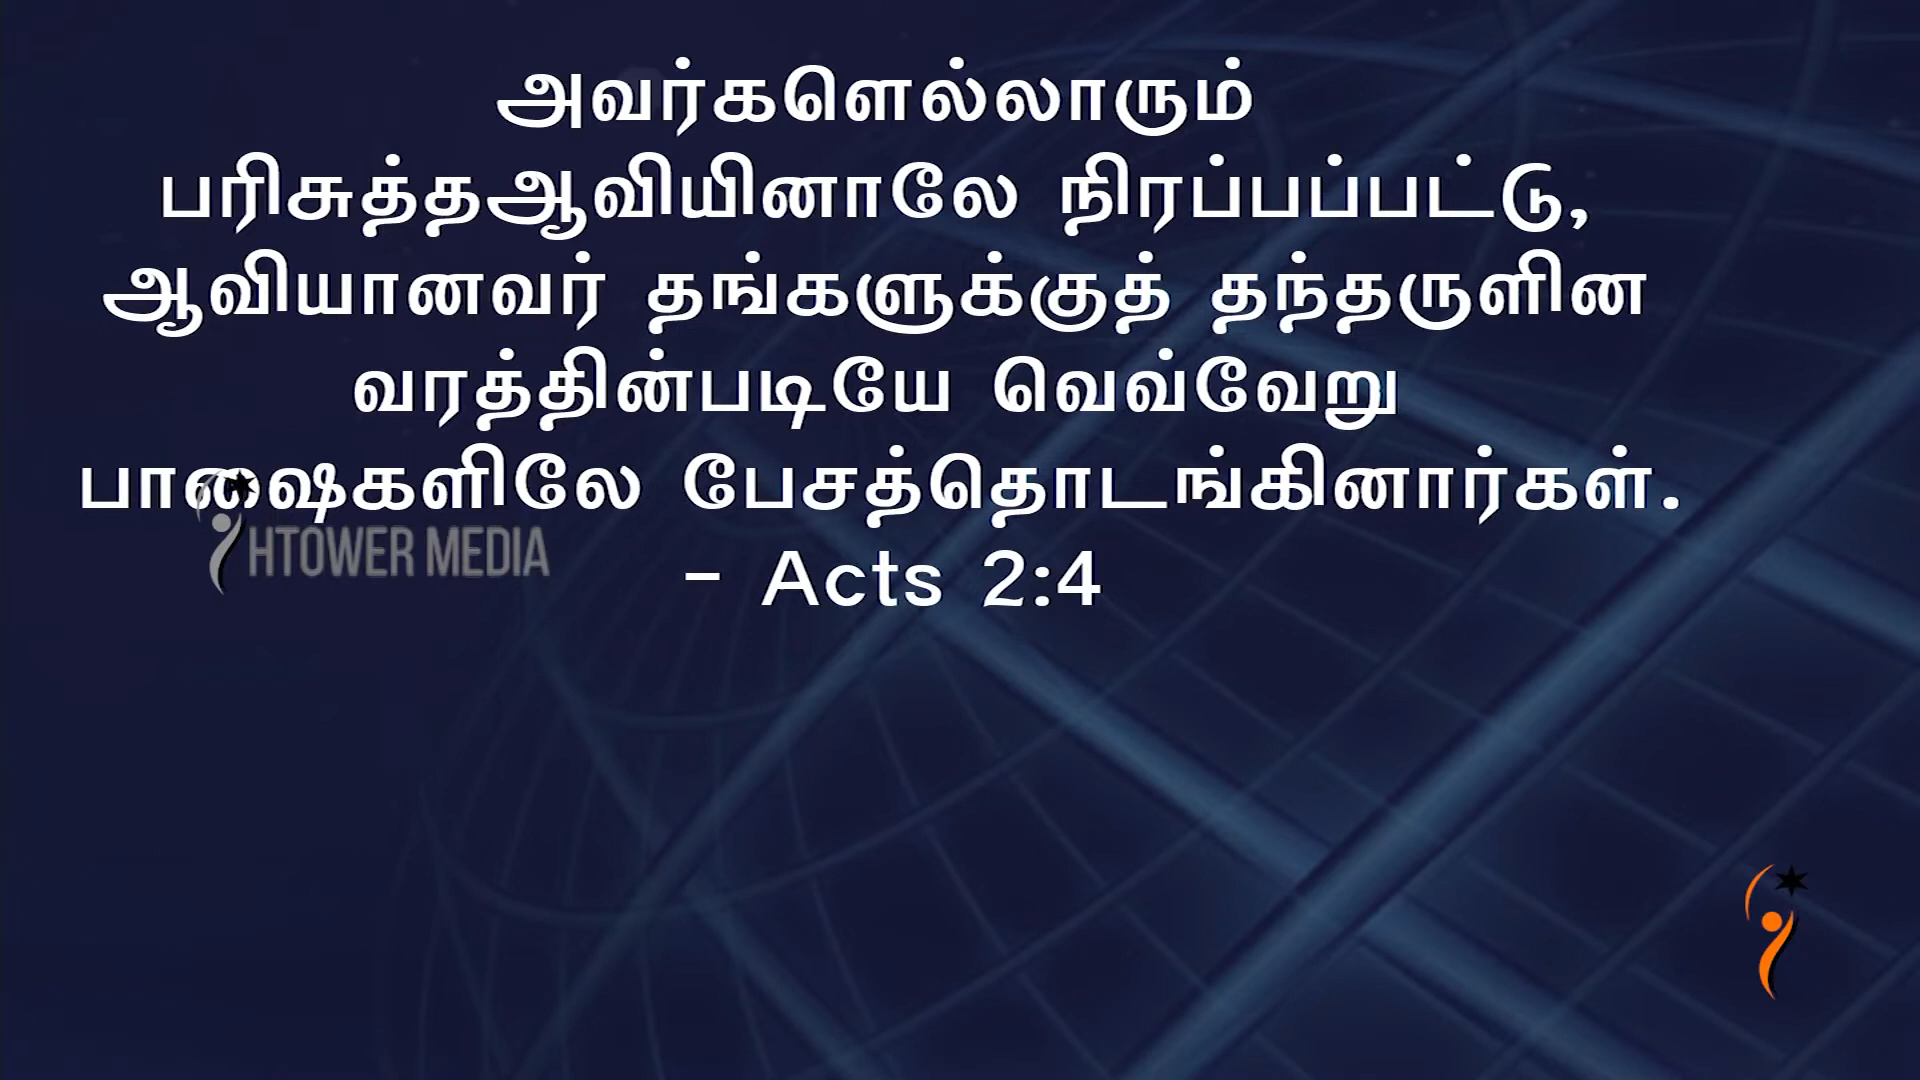 அவர்களெல்லாரும்
பரிசுத்தஆவியினாலே நிரப்பப்பட்டு,
ஆவியானவர் தங்களுக்குத் தந்தருளின
வரத்தின்படியே வெவ்வேறு
பாஷைகளிலே பேசத்தொடங்கினார்கள்.
- Acts 2:4
HTOWER MEDIA